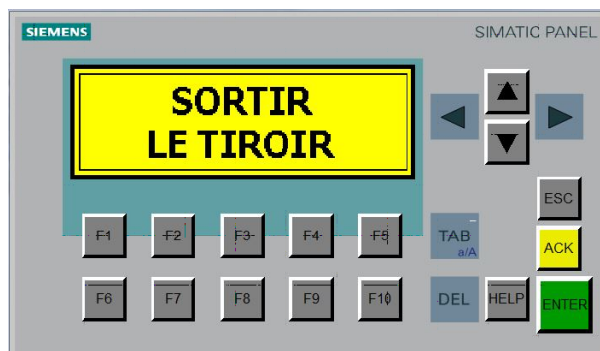 SIEMENS
SIMATIC PANEL
SORTIR
LE TIROIR
ESC
F1 F2 F3 F4 F5 TAB
a/A
ACK
F6 F7 F8 F9 F10 DEL HELP ENTER